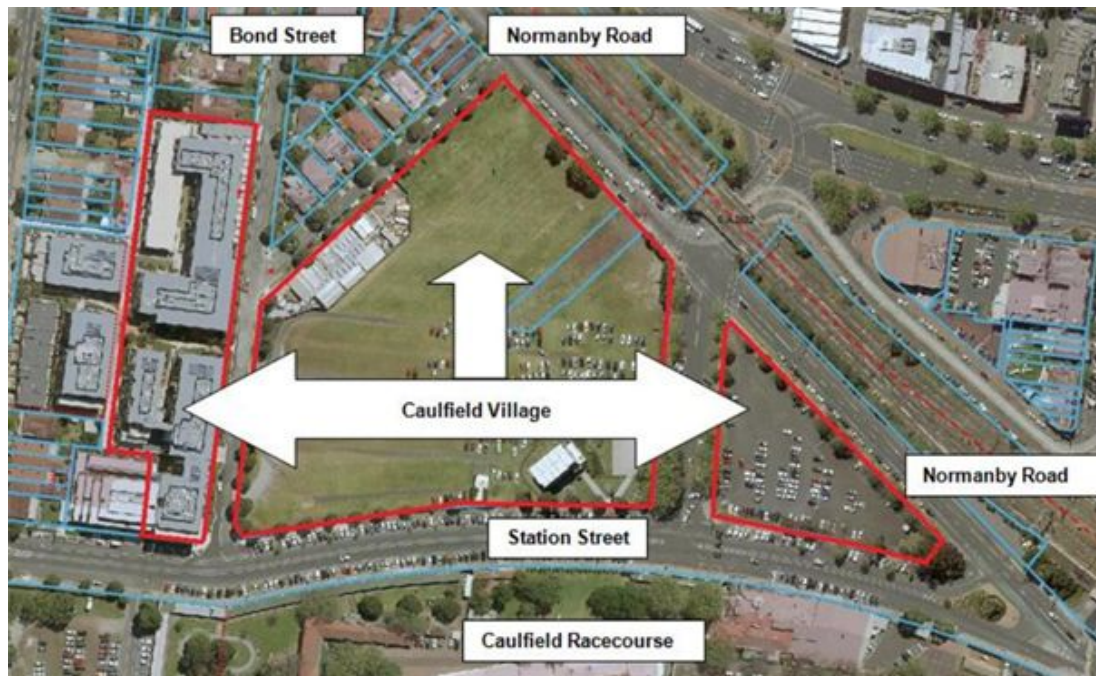 Bond Street
Normanby Road
Caulfield Village
Normanby Road
Station Street
Caulfield Racecourse